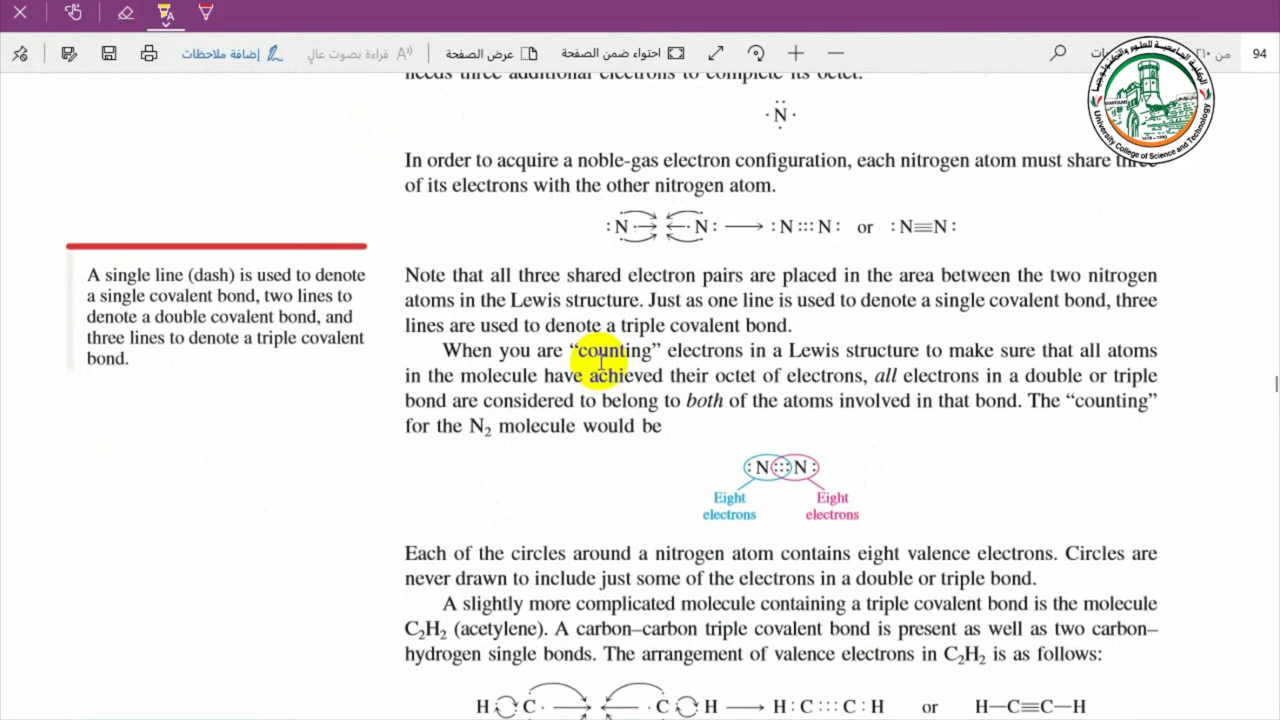 إضافة ملاحظات
قراءة بصوت عالٍ
عرض الصفحة
احتواء ضمن الصفحة
من
94
needs three additional electrons to complete its octet.
·N·
In order to acquire a noble-gas electron configuration, each nitrogen atom must share three
of its electrons with the other nitrogen atom.
:N· ·N: ⟶ :N:::N: or :N≡N:
A single line (dash) is used to denote
a single covalent bond, two lines to
denote a double covalent bond, and
three lines to denote a triple covalent
bond.
Note that all three shared electron pairs are placed in the area between the two nitrogen
atoms in the Lewis structure. Just as one line is used to denote a single covalent bond, three
lines are used to denote a triple covalent bond.
When you are “counting” electrons in a Lewis structure to make sure that all atoms
in the molecule have achieved their octet of electrons, all electrons in a double or triple
bond are considered to belong to both of the atoms involved in that bond. The “counting”
for the N₂ molecule would be
:N:::N:
Eight electrons
Eight electrons
Each of the circles around a nitrogen atom contains eight valence electrons. Circles are
never drawn to include just some of the electrons in a double or triple bond.
A slightly more complicated molecule containing a triple covalent bond is the molecule
C₂H₂ (acetylene). A carbon–carbon triple covalent bond is present as well as two carbon–
hydrogen single bonds. The arrangement of valence electrons in C₂H₂ is as follows:
H C· ·C H ⟶ H:C:::C:H or H—C≡C—H
University College of Science and Technology